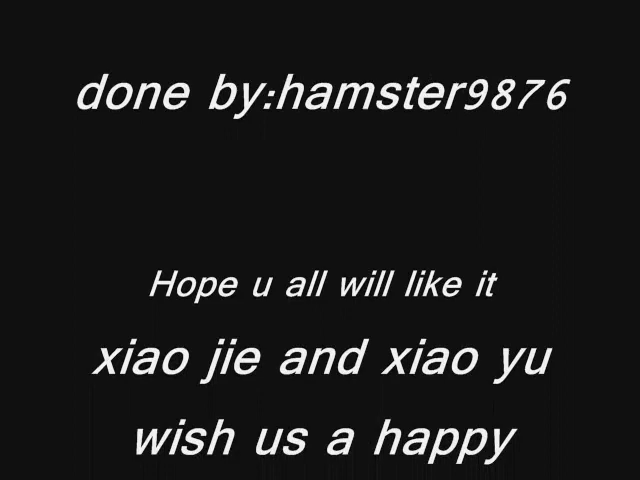 done by:hamster9876
Hope u all will like it
xiao jie and xiao yu
wish us a happy